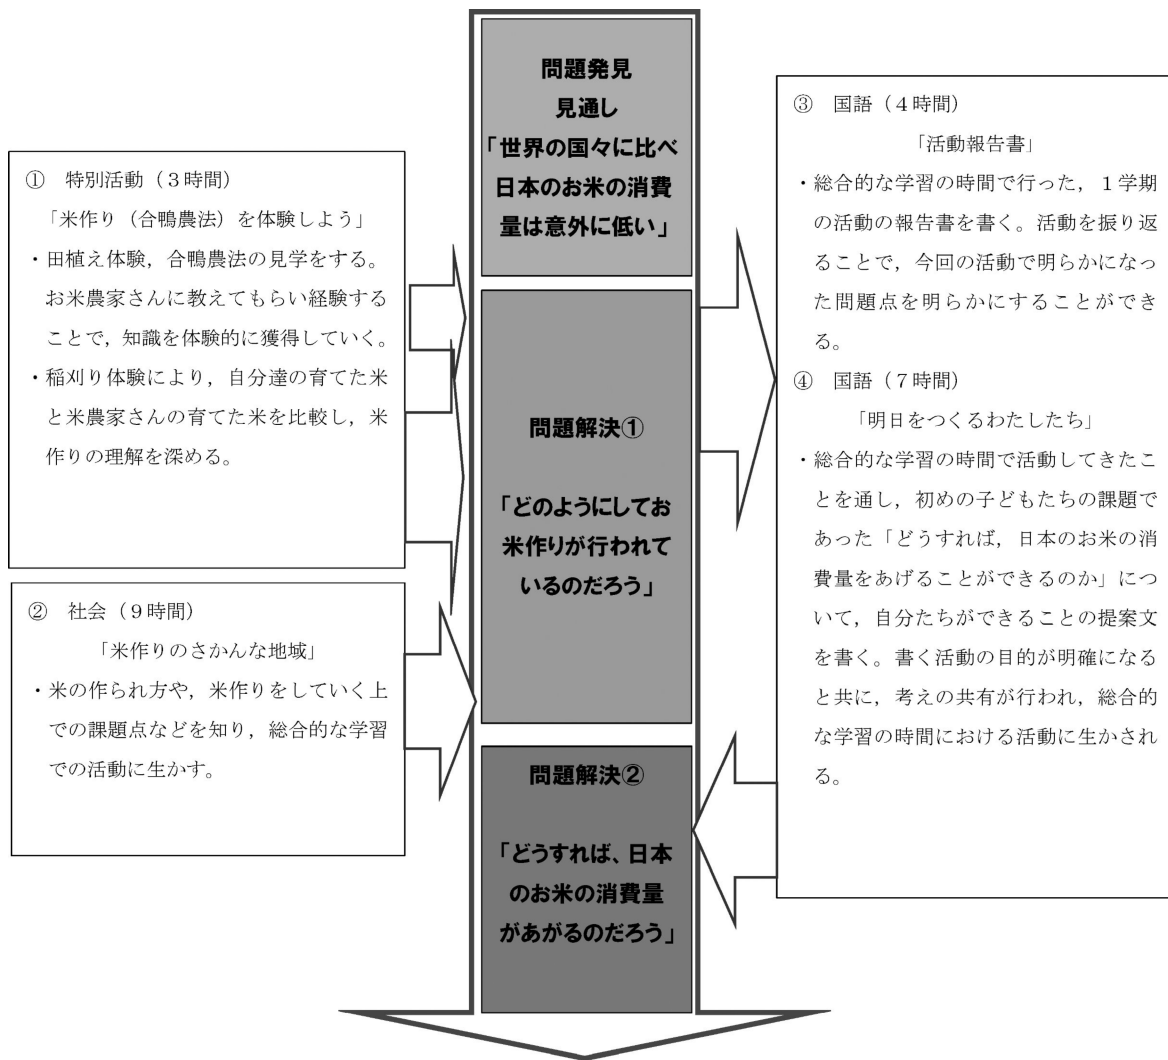 問題発見
見通し
「世界の国々に比べ
日本のお米の消費
量は意外に低い」
① 特別活動（３時間）
「米作り（合鴨農法）を体験しよう」
・田植え体験，合鴨農法の見学をする。
お米農家さんに教えてもらい経験する
ことで，知識を体験的に獲得していく。
・稲刈り体験により，自分達の育てた米
と米農家さんの育てた米を比較し，米
作りの理解を深める。
② 社会（９時間）
「米作りのさかんな地域」
・米の作られ方や，米作りをしていく上
での課題点などを知り，総合的な学習
での活動に生かす。
問題解決①
「どのようにしてお
米作りが行われて
いるのだろう」
問題解決②
「どうすれば、日本
のお米の消費量
があがるのだろう」
③ 国語（４時間）
「活動報告書」
・総合的な学習の時間で行った，１学期
の活動の報告書を書く。活動を振り返
ることで，今回の活動で明らかになっ
た問題点を明らかにすることができ
る。
④ 国語（７時間）
「明日をつくるわたしたち」
・総合的な学習の時間で活動してきたこ
とを通し，初めの子どもたちの課題で
あった「どうすれば，日本のお米の消
費量をあげることができるのか」につ
いて，自分たちができることの提案文
を書く。書く活動の目的が明確になる
と共に，考えの共有が行われ，総合的
な学習の時間における活動に生かされ
る。